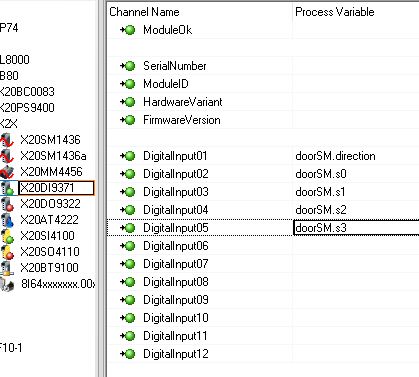 Channel Name Process Variable
P74
ModuleOk
L8000
B80
SerialNumber
X20BC0083
ModuleID
X20PS9400
HardwareVariant
X2X
FirmwareVersion
X20SM1436
X20SM1436a
DigitalInput01 doorSM.direction
X20MM4456
DigitalInput02 doorSM.s0
X20DI9371
DigitalInput03 doorSM.s1
X20DO9322
DigitalInput04 doorSM.s2
X20AT4222
DigitalInput05 doorSM.s3
X20SI4100
DigitalInput06
X20SO4110
DigitalInput07
X20BT9100
DigitalInput08
8I64xxxxxxx.00x
DigitalInput09
DigitalInput10
DigitalInput11
F10-1
DigitalInput12